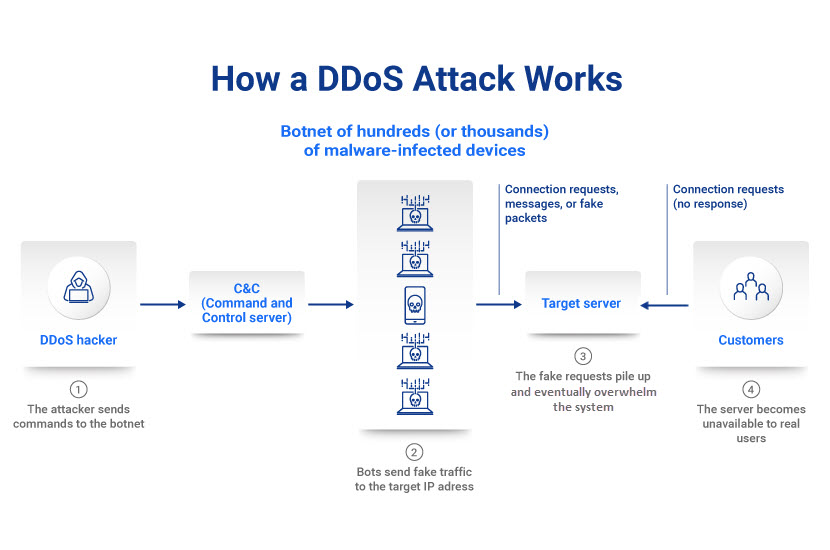 How a DDoS Attack Works
Botnet of hundreds (or thousands)
of malware-infected devices
Connection requests,
messages, or fake
packets
Connection requests
(no response)
DDoS hacker
C&C
(Command and
Control server)
Target server
Customers
1
The attacker sends
commands to the botnet
2
Bots send fake traffic
to the target IP adress
3
The fake requests pile up
and eventually overwhelm
the system
4
The server becomes
unavailable to real
users